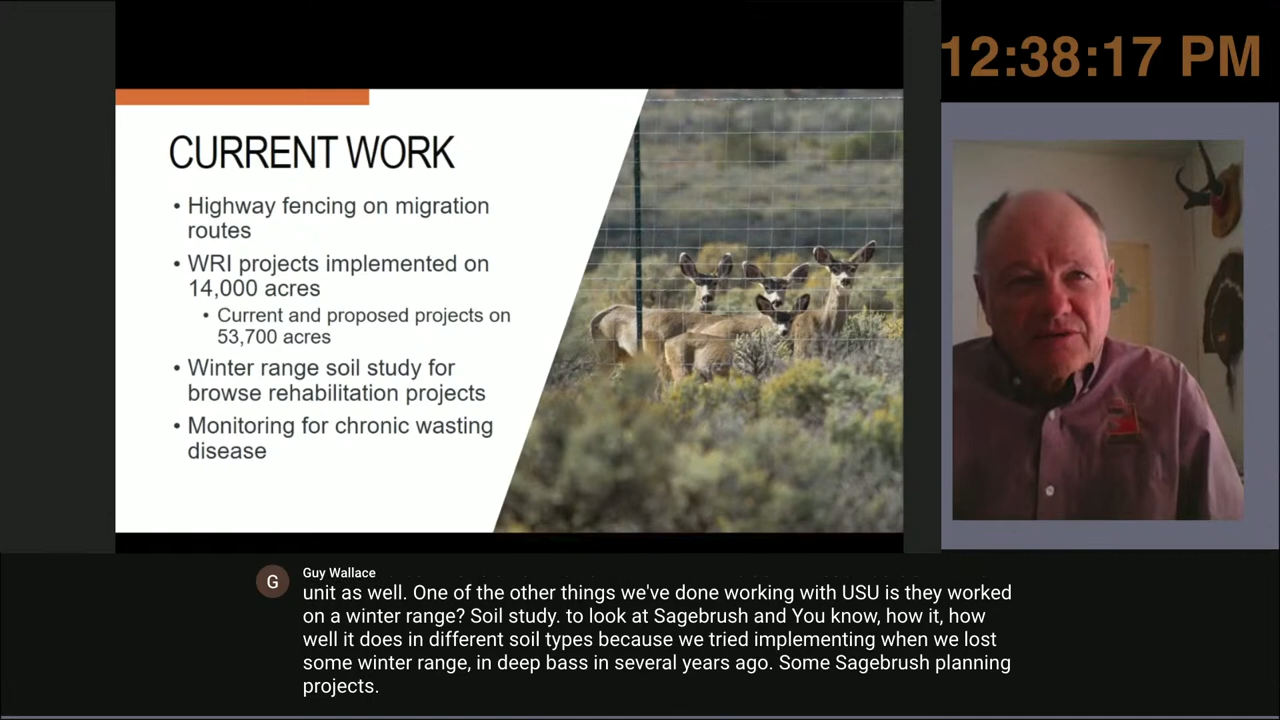 12:38:17 PM
CURRENT WORK
• Highway fencing on migration
routes
• WRI projects implemented on
14,000 acres
• Current and proposed projects on
53,700 acres
• Winter range soil study for
browse rehabilitation projects
• Monitoring for chronic wasting
disease
G
Guy Wallace
unit as well. One of the other things we've done working with USU is they worked
on a winter range? Soil study. to look at Sagebrush and You know, how it, how
well it does in different soil types because we tried implementing when we lost
some winter range, in deep bass in several years ago. Some Sagebrush planning
projects.